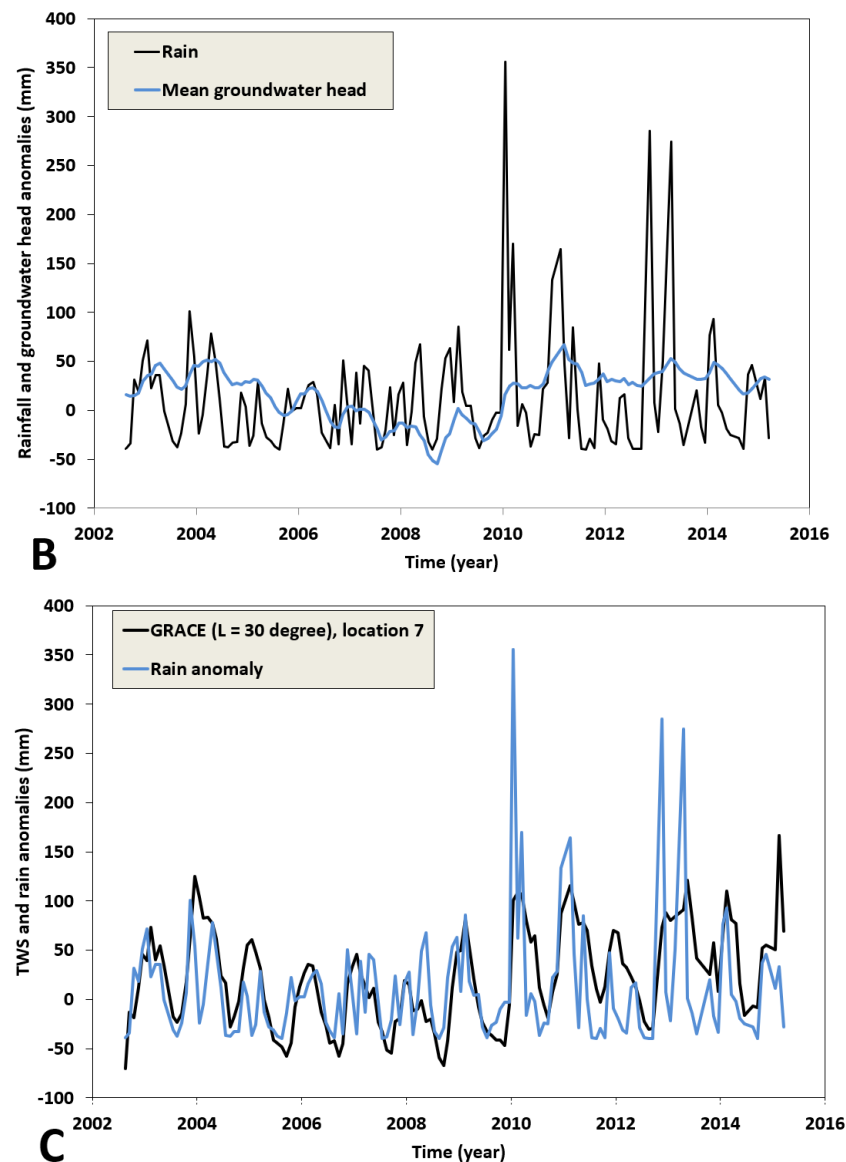 400
350
300
250
200
150
100
50
0
-50
-100
Rainfall and groundwater head anomalies (mm)
Rain
Mean groundwater head
2002 2004 2006 2008 2010 2012 2014 2016
Time (year)
B
400
350
300
250
200
150
100
50
0
-50
-100
TWS and rain anomalies (mm)
GRACE (L = 30 degree), location 7
Rain anomaly
2002 2004 2006 2008 2010 2012 2014 2016
Time (year)
C